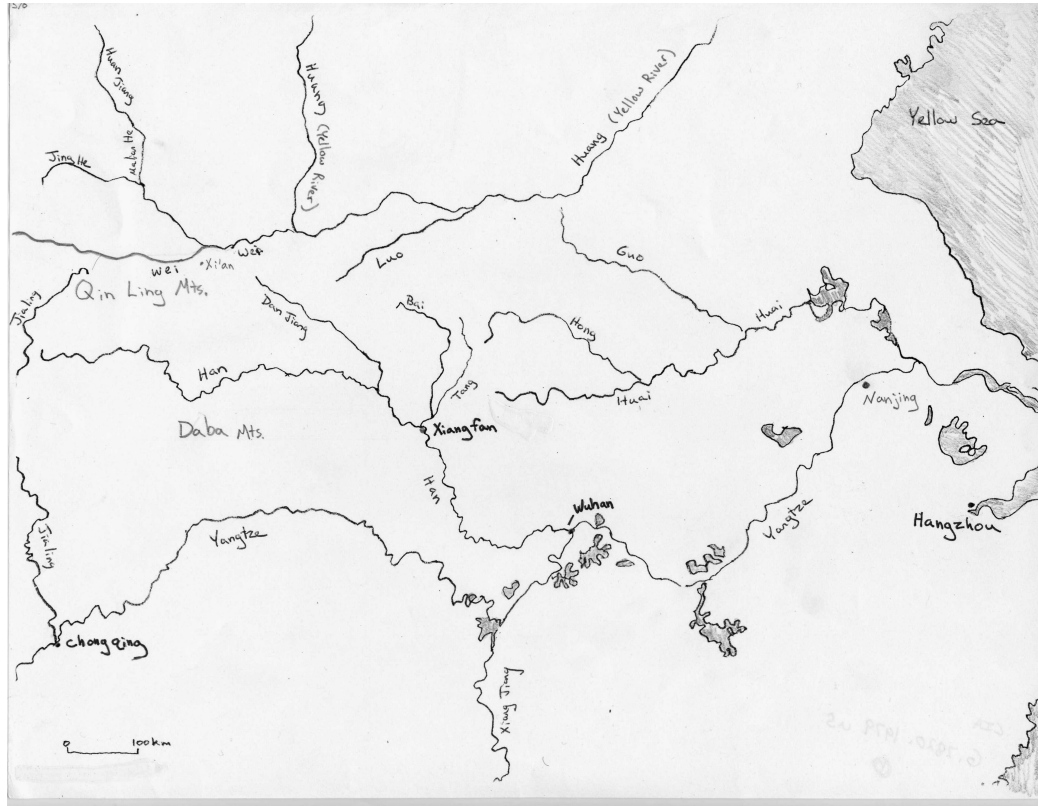 Huan Jiang
Malian He
Jing He
Huang (Yellow River)
Huang (Yellow River)
Yellow Sea
Wei
Wei
Xi'an
Luo
Guo
Qin Ling Mts.
Jialing
Dan Jiang
Bai
Hong
Huai
Tang
Han
Huai
Nanjing
Daba Mts.
Xiangfan
Han
Wuhan
Yangtze
Yangtze
Hangzhou
Jialing
Chongqing
Xiang Jiang
0 100km